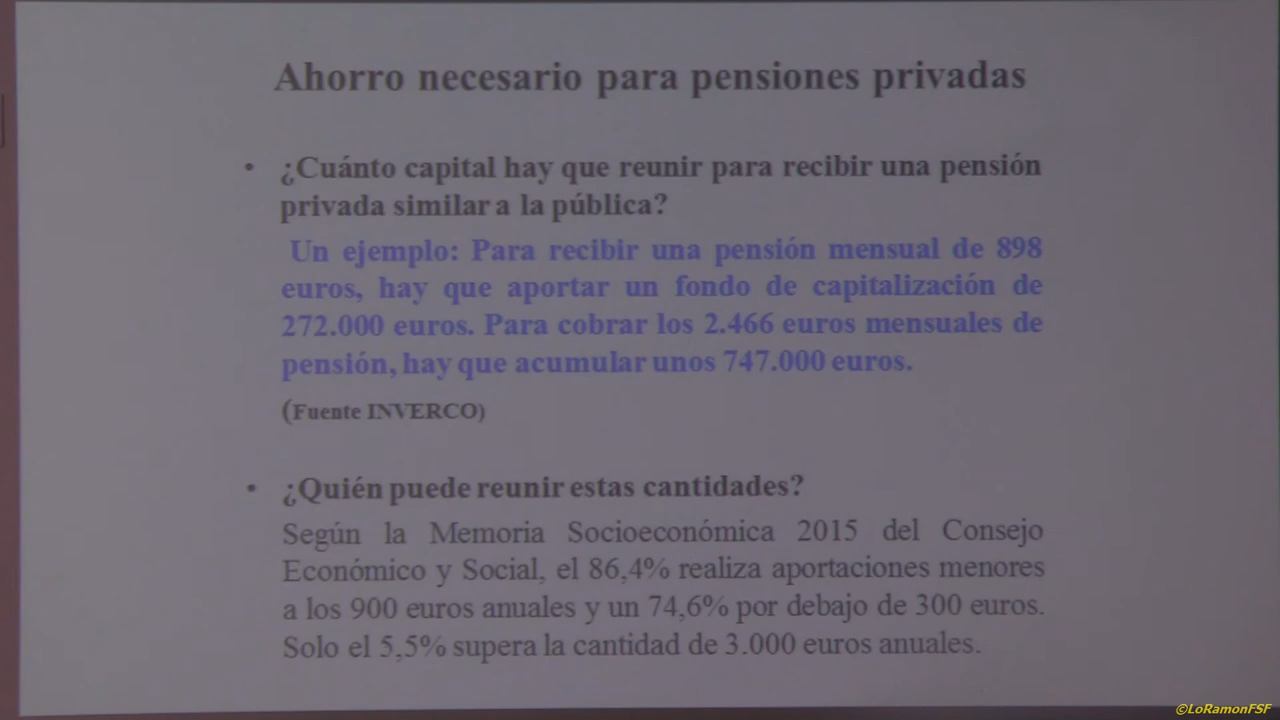 Ahorro necesario para pensiones privadas
• ¿Cuánto capital hay que reunir para recibir una pensión
privada similar a la pública?
Un ejemplo: Para recibir una pensión mensual de 898
euros, hay que aportar un fondo de capitalización de
272.000 euros. Para cobrar los 2.466 euros mensuales de
pensión, hay que acumular unos 747.000 euros.
(Fuente INVERCO)
• ¿Quién puede reunir estas cantidades?
Según la Memoria Socioeconómica 2015 del Consejo
Económico y Social, el 86,4% realiza aportaciones menores
a los 900 euros anuales y un 74,6% por debajo de 300 euros.
Solo el 5,5% supera la cantidad de 3.000 euros anuales.
©LoRamonFSF